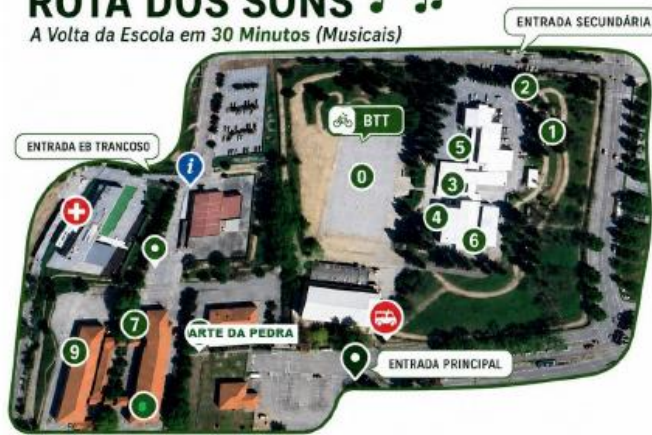 ROTA DOS SONS
A Volta da Escola em 30 Minutos (Musicais)
ENTRADA SECUNDÁRIA
2
1
BTT
ENTRADA EB TRANCOSO
i
5
0
3
4
6
7
ARTE DA PEDRA
9
ENTRADA PRINCIPAL
8